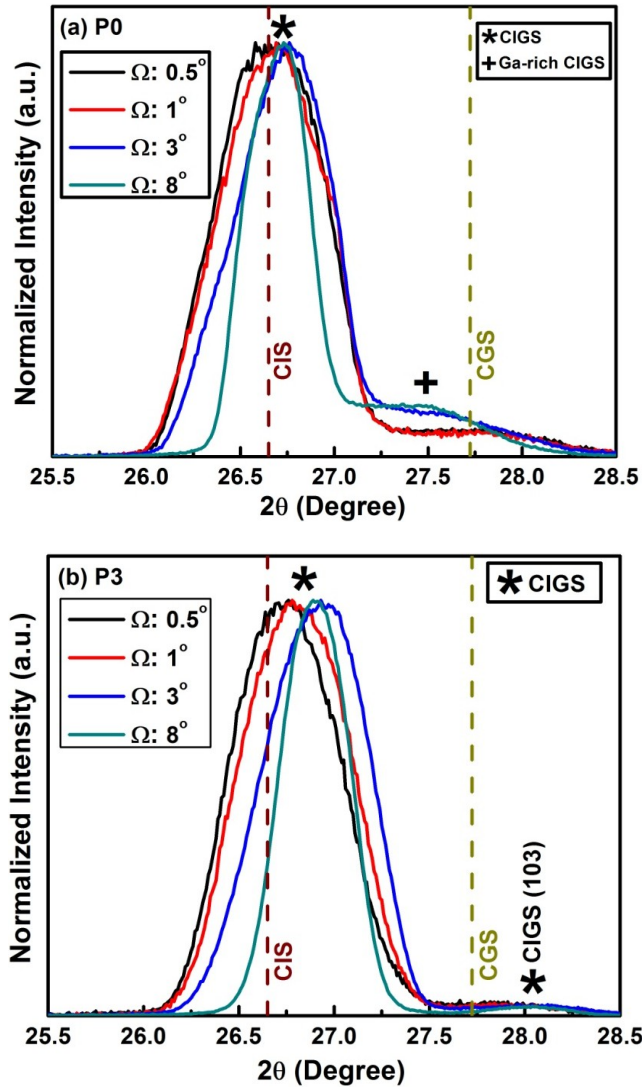 (a) P0
*
*CIGS
+ Ga-rich CIGS
Ω: 0.5°
Ω: 1°
Ω: 3°
Ω: 8°
+
CIS
CGS
Normalized Intensity (a.u.)
25.5 26.0 26.5 27.0 27.5 28.0 28.5
2θ (Degree)
(b) P3
*
* CIGS
Ω: 0.5°
Ω: 1°
Ω: 3°
Ω: 8°
CIS
CGS
CIGS (103)
*
Normalized Intensity (a.u.)
25.5 26.0 26.5 27.0 27.5 28.0 28.5
2θ (Degree)